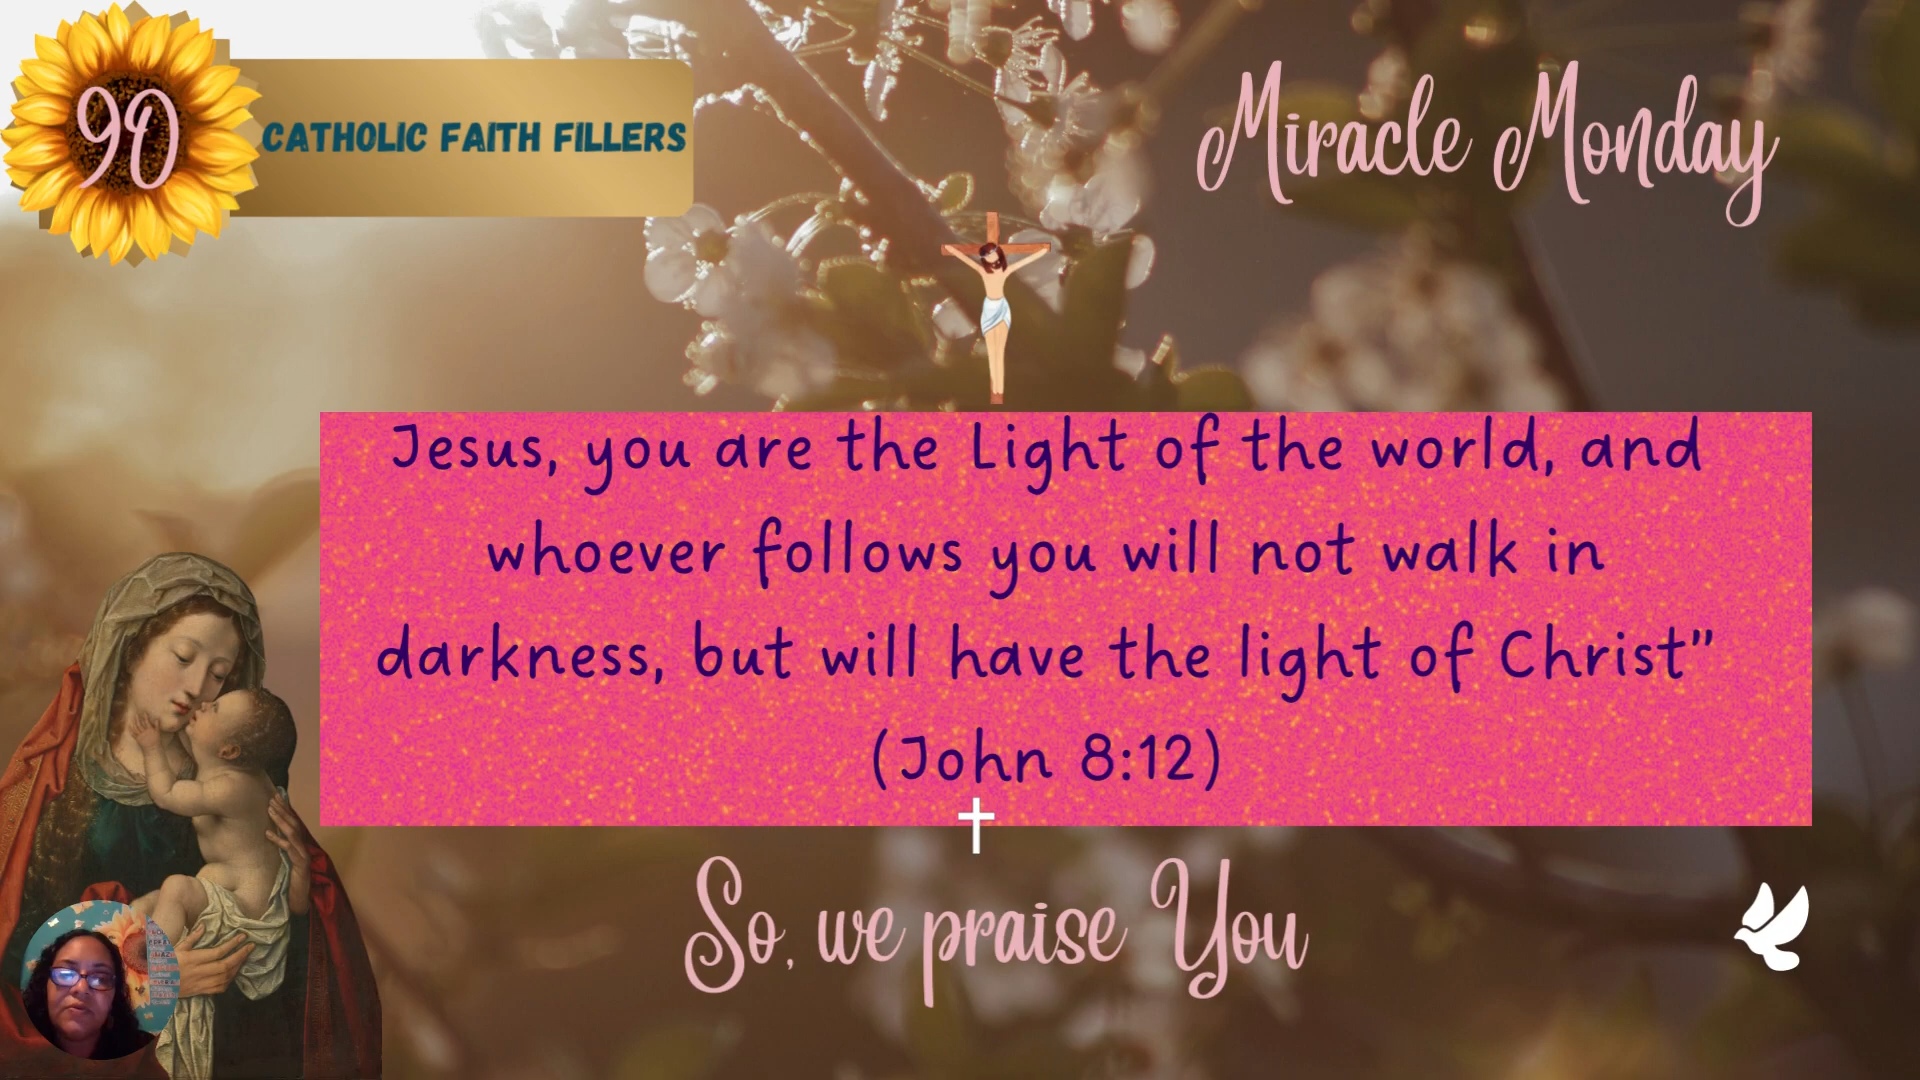 90
CATHOLIC FAITH FILLERS
Miracle Monday
Jesus, you are the Light of the world, and
whoever follows you will not walk in
darkness, but will have the light of Christ”
(John 8:12)
So, we praise You